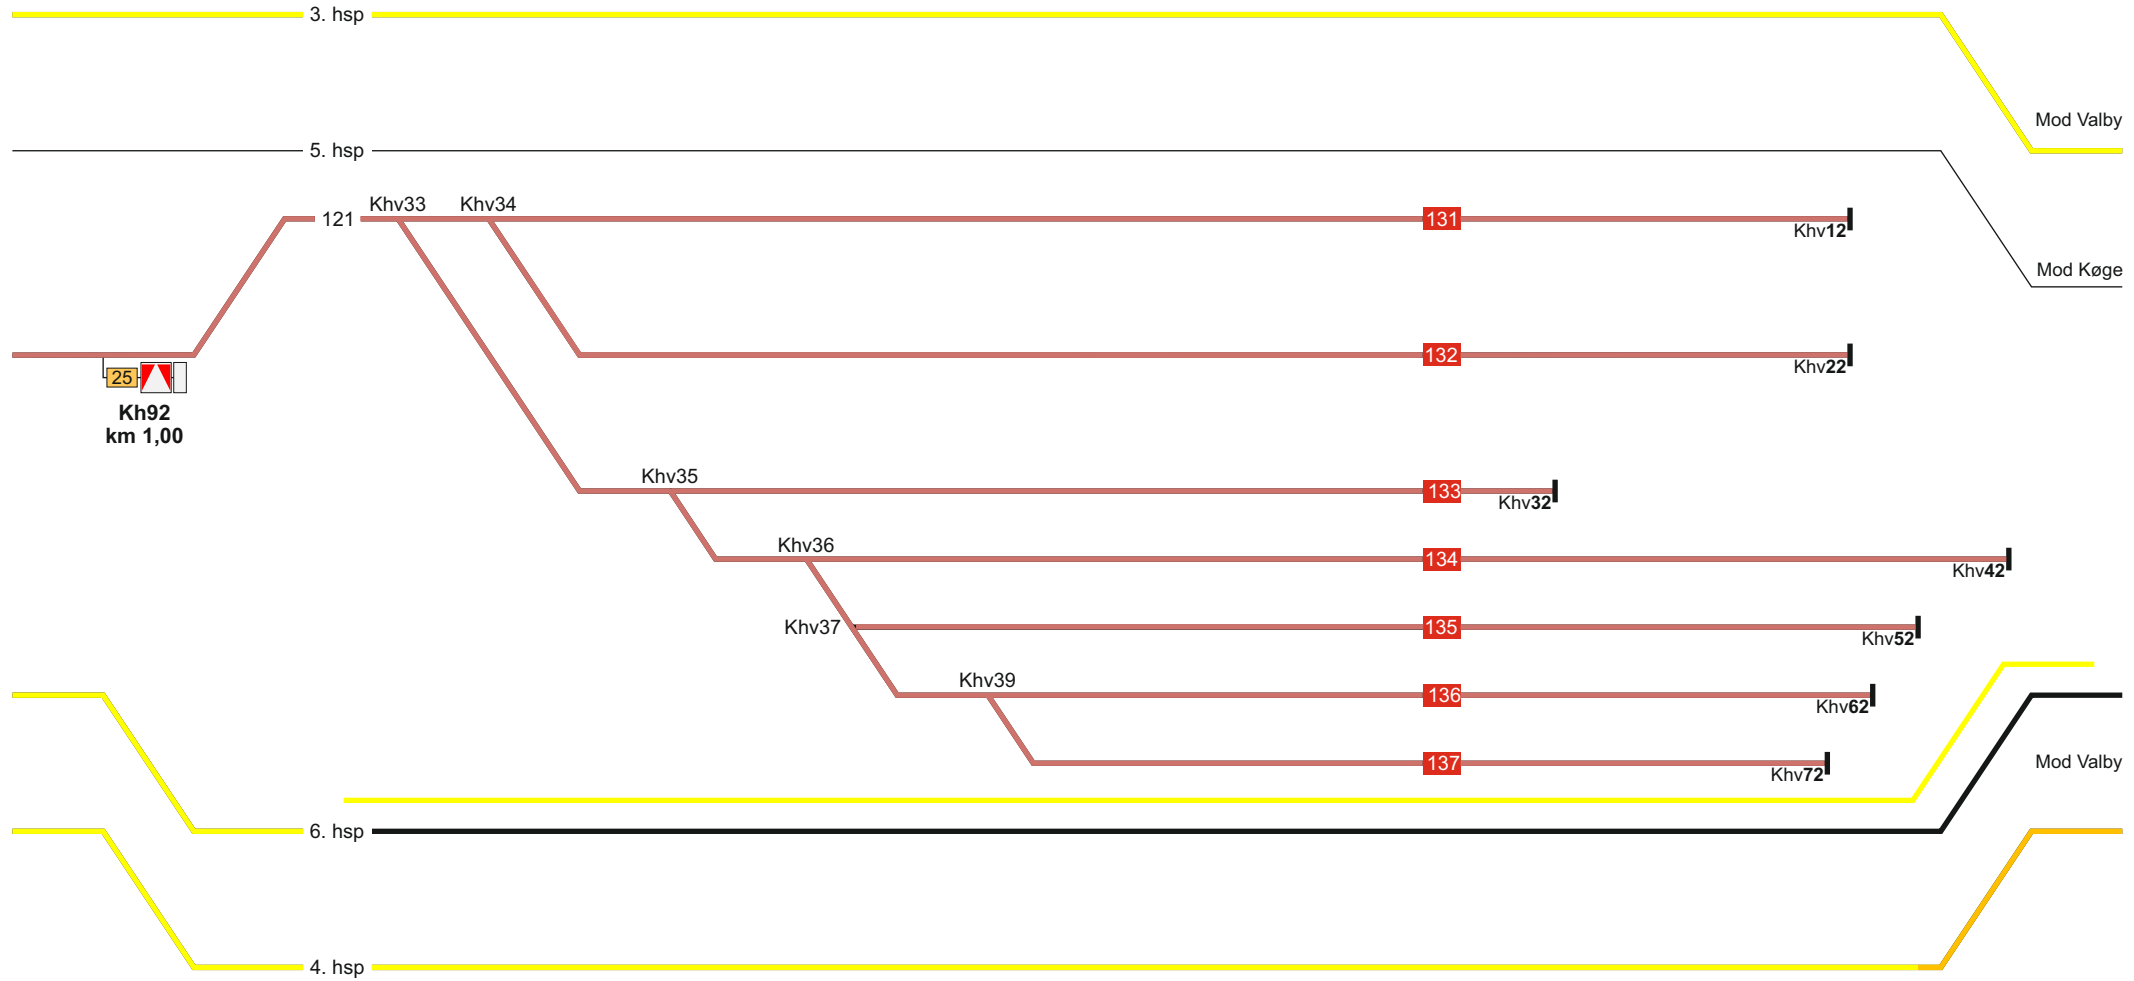 3. hsp
Mod Valby
5. hsp
Khv33
Khv34
121
131
Khv12
Mod Køge
132
Khv22
25
Kh92
km 1,00
Khv35
133
Khv32
Khv36
134
Khv42
Khv37
135
Khv52
Khv39
136
Khv62
137
Khv72
Mod Valby
6. hsp
4. hsp